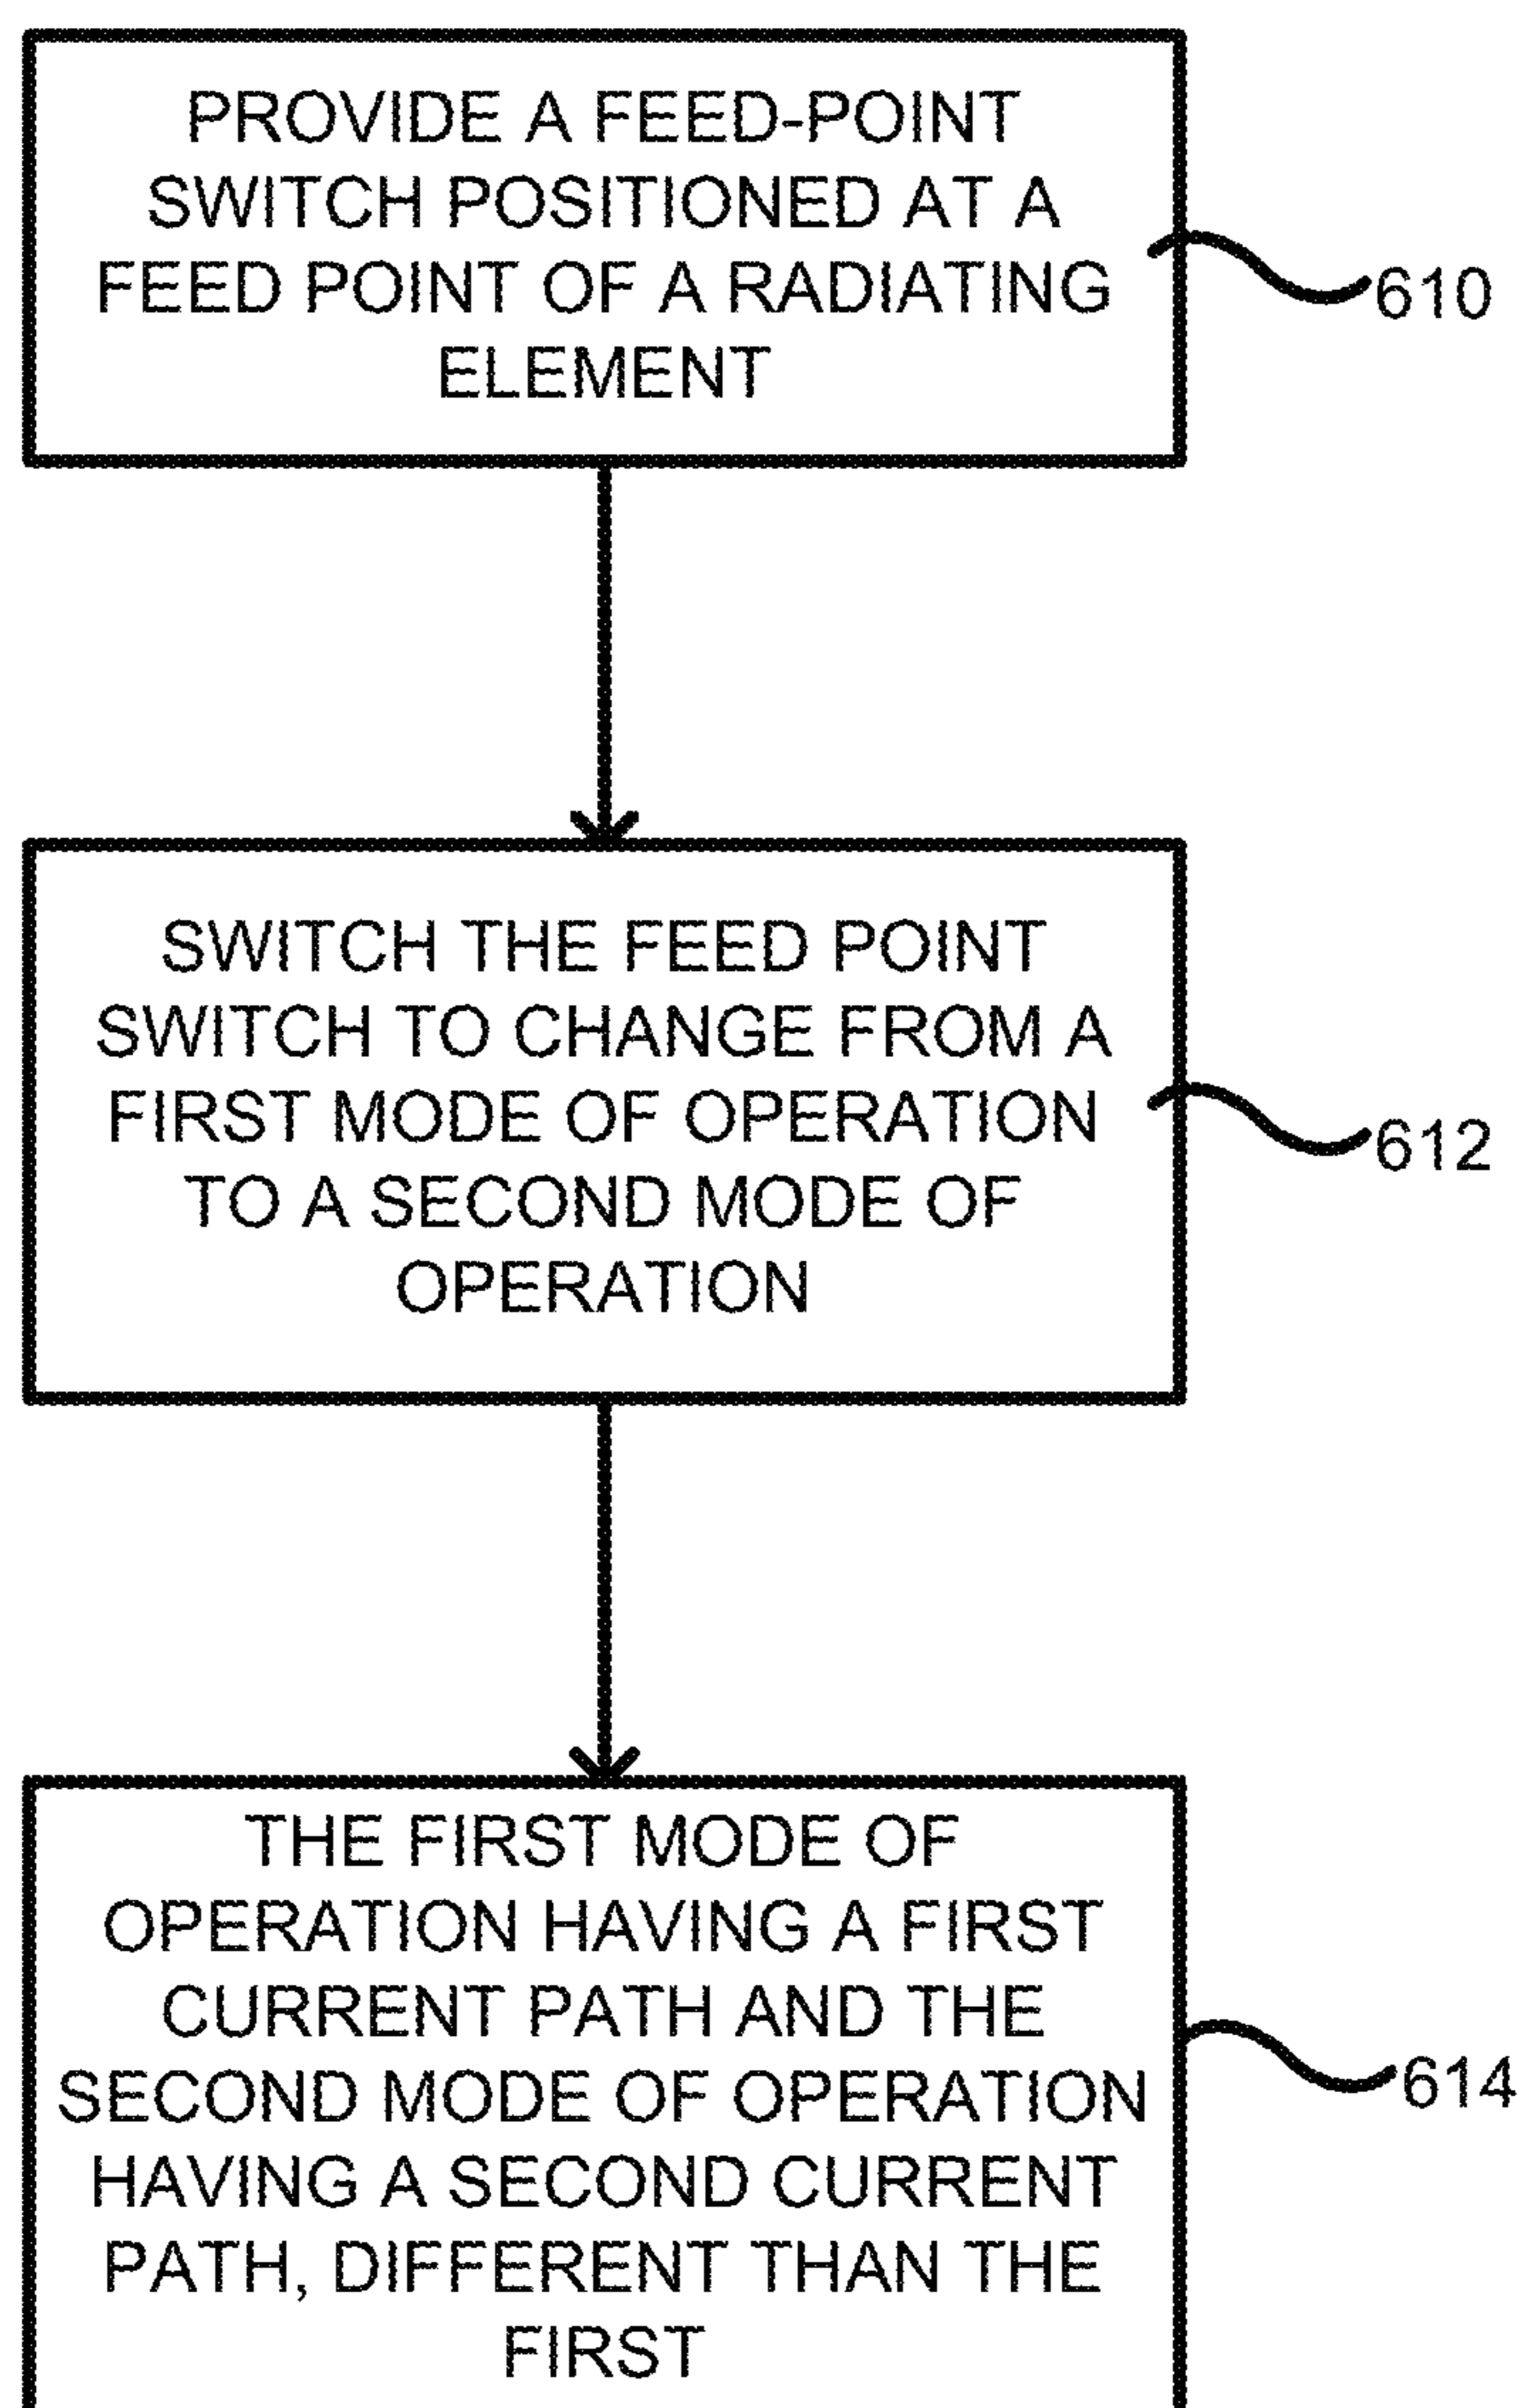 PROVIDE A FEED-POINT
SWITCH POSITIONED AT A
FEED POINT OF A RADIATING
ELEMENT
610
SWITCH THE FEED POINT
SWITCH TO CHANGE FROM A
FIRST MODE OF OPERATION
TO A SECOND MODE OF
OPERATION
612
THE FIRST MODE OF
OPERATION HAVING A FIRST
CURRENT PATH AND THE
SECOND MODE OF OPERATION
HAVING A SECOND CURRENT
PATH, DIFFERENT THAN THE
FIRST
614